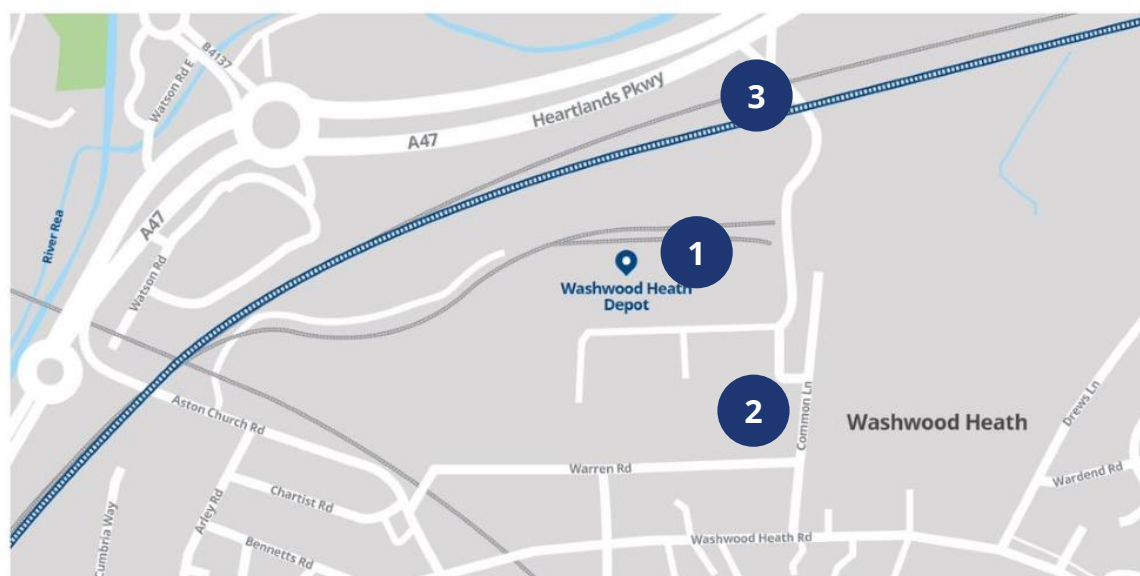 B4137
Watson Rd E
Heartlands Pkwy
3
A47
A47
River Rea
Watson Rd
1
Washwood Heath
Depot
2
Common Ln
Washwood Heath
Drews Ln
Aston Church Rd
Warren Rd
Wardend Rd
Chartist Rd
Arley Rd
Cumbria Way
Bennetts Rd
Washwood Heath Rd